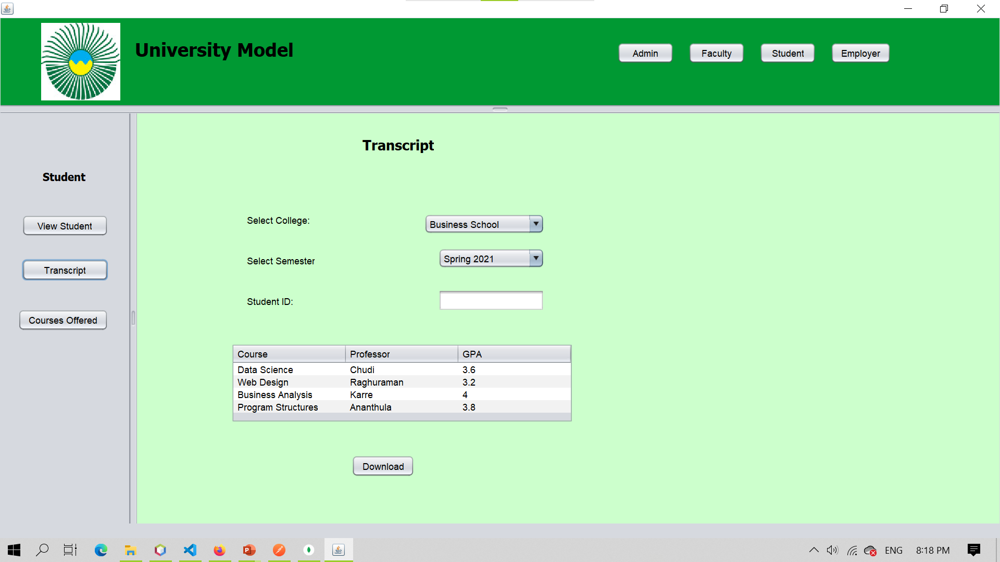 University Model
Admin Faculty Student Employer
Transcript
Student
Select College: Business School
View Student
Select Semester Spring 2021
Transcript
Student ID:
Courses Offered
Course Professor GPA
Data Science Chudi 3.6
Web Design Raghuraman 3.2
Business Analysis Karre 4
Program Structures Ananthula 3.8
Download
ENG 8:18 PM